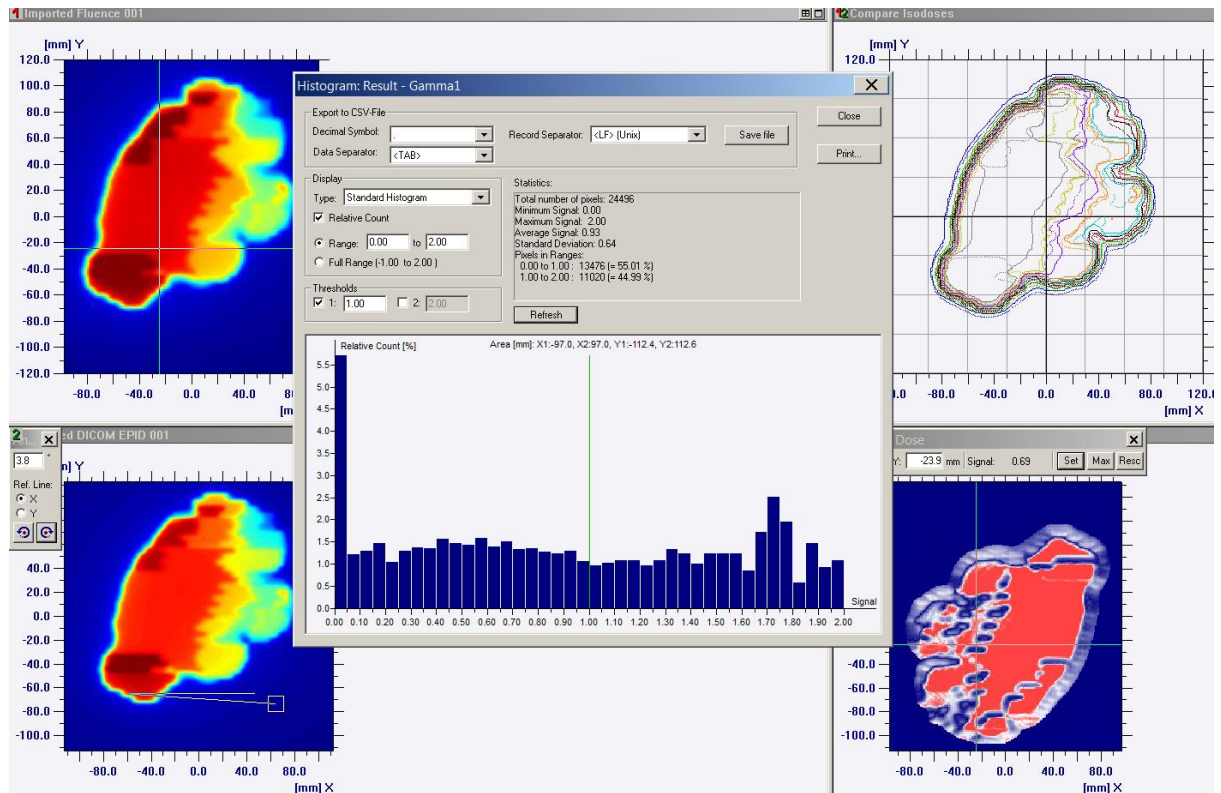 1 Imported Fluence 001
[mm] Y
120.0
100.0
80.0
60.0
40.0
20.0
0.0
-20.0
-40.0
-60.0
-80.0
-100.0
-120.0
-80.0 -40.0 0.0 40.0
12 Compare Isodoses
[mm] Y
120.0
0.0 -80.0 -40.0 0.0 40.0 80.0 120.0
[mm] X
Histogram: Result - Gamma1
Export to CSV-File
Decimal Symbol: .
Data Separator: <TAB>
Record Separator: <LF> (Unix)
Save file
Close
Print...
Display
Type: Standard Histogram
Relative Count
Range: 0.00 to 2.00
Full Range (-1.00 to 2.00 )
Thresholds
1: 1.00 2: 2.00
Statistics:
Total number of pixels: 24496
Minimum Signal: 0.00
Maximum Signal: 2.00
Average Signal: 0.93
Standard Deviation: 0.64
Pixels in Ranges:
0.00 to 1.00 : 13476 (= 55.01 %)
1.00 to 2.00 : 11020 (= 44.99 %)
Refresh
Relative Count [%]
Area [mm]: X1:-97.0, X2:97.0, Y1:-112.4, Y2:112.6
5.5
5.0
4.5
4.0
3.5
3.0
2.5
2.0
1.5
1.0
0.5
0.0
Signal
0.00 0.10 0.20 0.30 0.40 0.50 0.60 0.70 0.80 0.90 1.00 1.10 1.20 1.30 1.40 1.50 1.60 1.70 1.80 1.90 2.00
2
ed DICOM EPID 001
3.8 °
Ref. Line:
X
Y
40.0
20.0
0.0
-20.0
-40.0
-60.0
-80.0
-100.0
-80.0 -40.0 0.0 40.0 80.0
[mm] X
Dose
Y: -23.9 mm Signal: 0.69 Set Max Resc
-40.0
-60.0
-80.0
-100.0
-80.0 -40.0 0.0 40.0 80.0
[mm] X